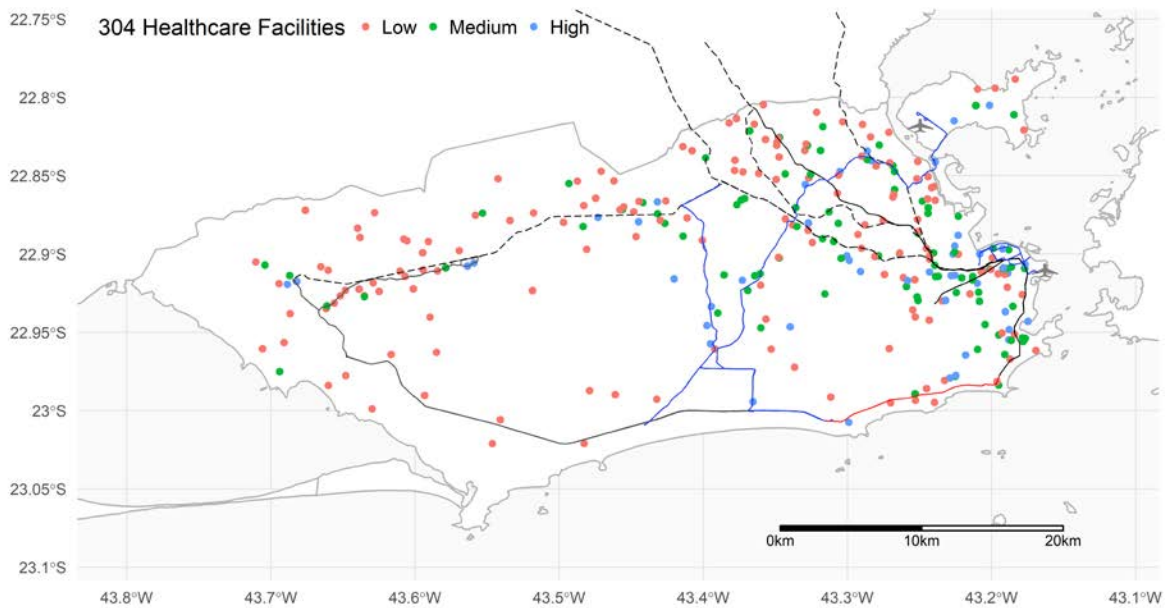 304 Healthcare Facilities Low Medium High
22.75°S
22.8°S
22.85°S
22.9°S
22.95°S
23°S
23.05°S
23.1°S
0km 10km 20km
43.8°W 43.7°W 43.6°W 43.5°W 43.4°W 43.3°W 43.2°W 43.1°W